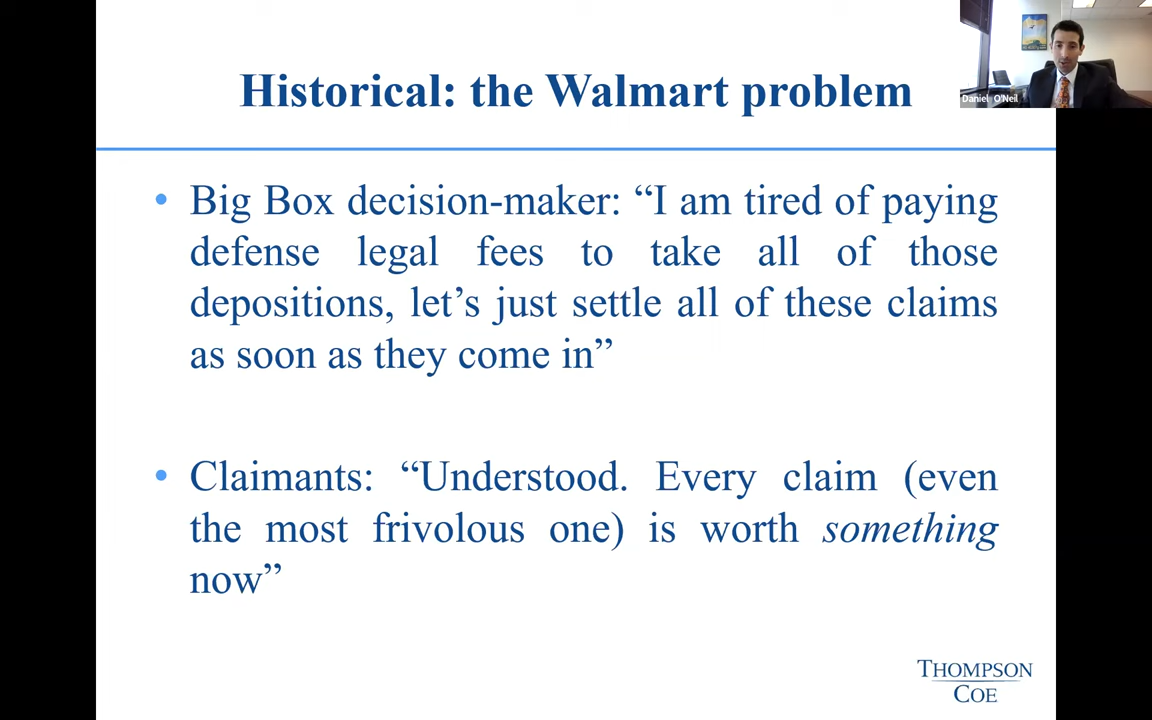 Historical: the Walmart problem
Daniel O'Neil
• Big Box decision-maker: “I am tired of paying
defense legal fees to take all of those
depositions, let’s just settle all of these claims
as soon as they come in”
• Claimants: “Understood. Every claim (even
the most frivolous one) is worth something
now”
THOMPSON
COE